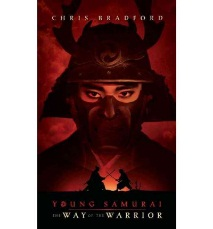 CHRIS BRADFORD
YOUNG SAMURAI
THE WAY OF THE WARRIOR